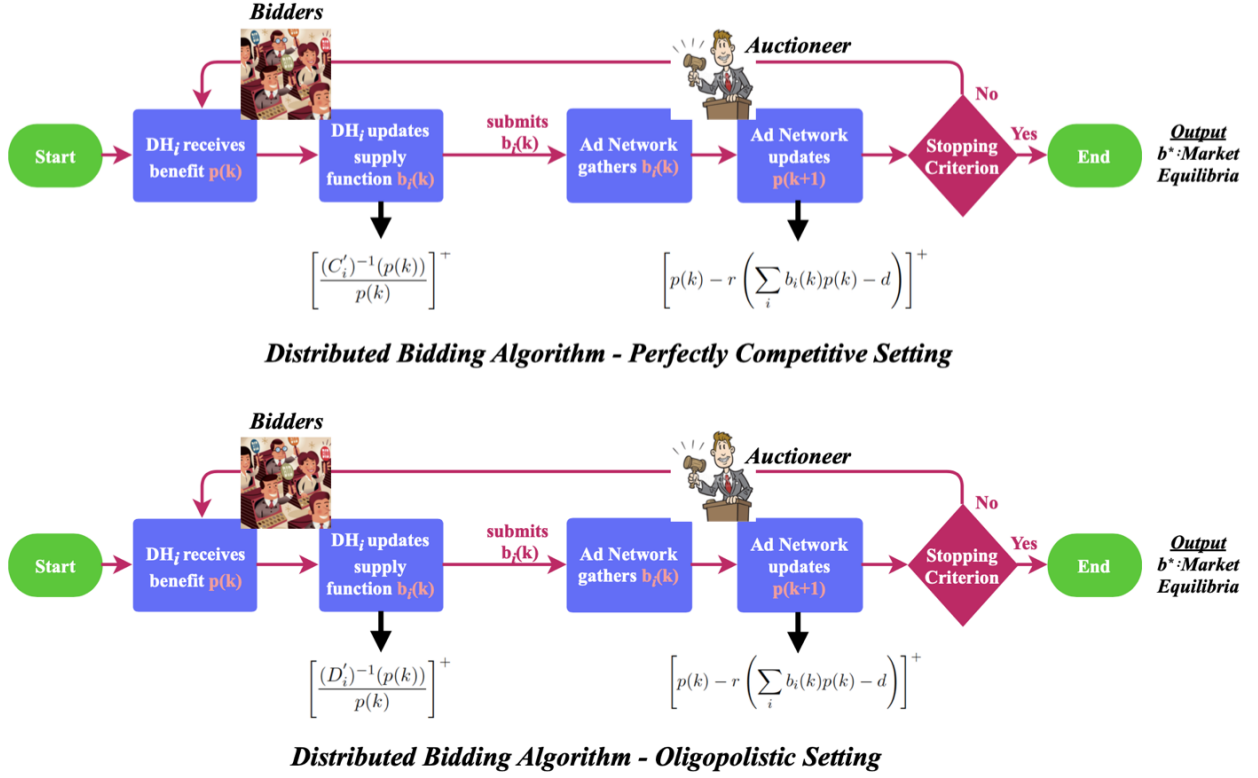 Bidders
Auctioneer
Start
DH_i receives
benefit p(k)
DH_i updates
supply
function b_i(k)
submits
b_i(k)
Ad Network
gathers b_i(k)
Ad Network
updates
p(k+1)
Stopping
Criterion
No
Yes
End
Output
b*:Market
Equilibria
[ (C_i')^{-1}(p(k)) / p(k) ]^+
[ p(k) − r ( ∑_i b_i(k)p(k) − d ) ]^+
Distributed Bidding Algorithm - Perfectly Competitive Setting
Bidders
Auctioneer
Start
DH_i receives
benefit p(k)
DH_i updates
supply
function b_i(k)
submits
b_i(k)
Ad Network
gathers b_i(k)
Ad Network
updates
p(k+1)
Stopping
Criterion
No
Yes
End
Output
b*:Market
Equilibria
[ (D_i')^{-1}(p(k)) / p(k) ]^+
[ p(k) − r ( ∑_i b_i(k)p(k) − d ) ]^+
Distributed Bidding Algorithm - Oligopolistic Setting